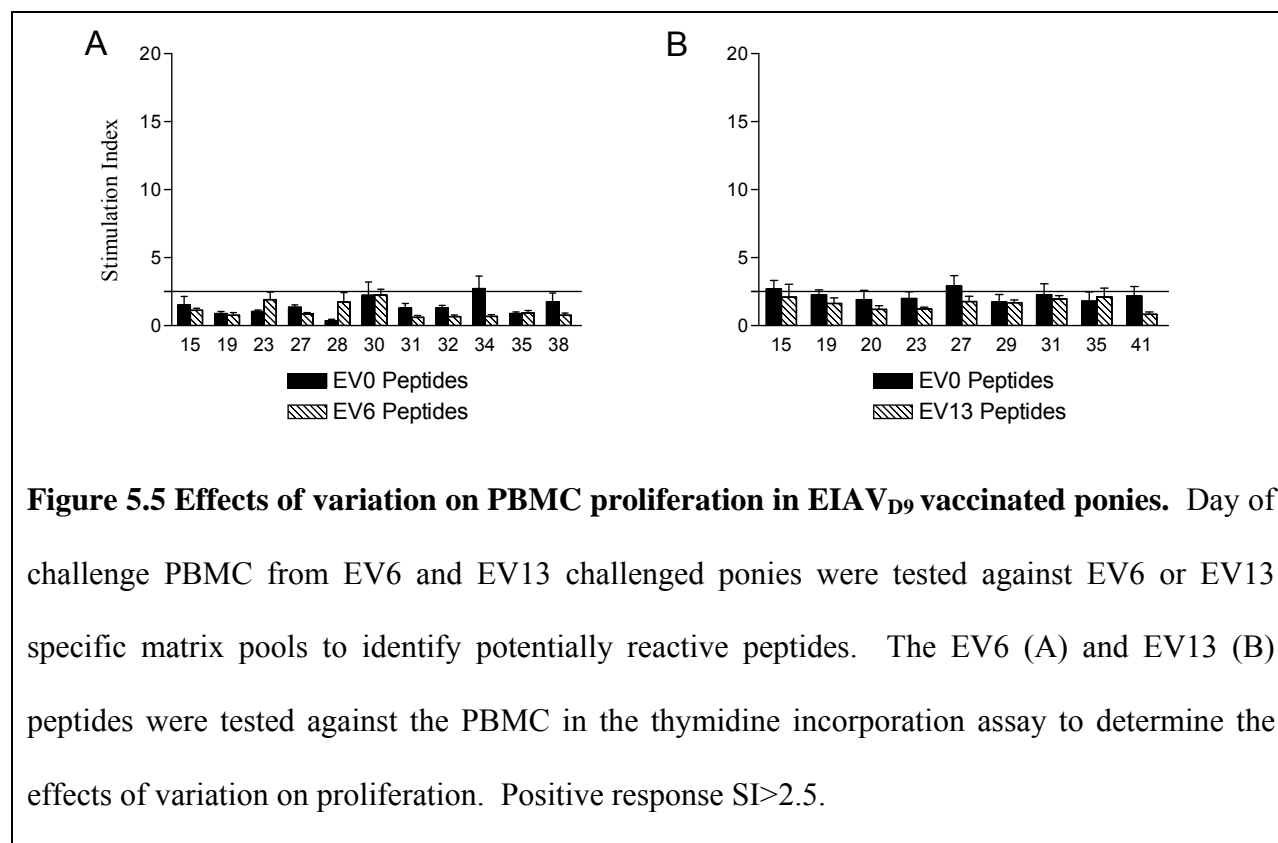 A
B
20
15
10
5
0
Stimulation Index
15 19 23 27 28 30 31 32 34 35 38
EV0 Peptides
EV6 Peptides
20
15
10
5
0
15 19 20 23 27 29 31 35 41
EV0 Peptides
EV13 Peptides
Figure 5.5 Effects of variation on PBMC proliferation in EIAVD9 vaccinated ponies. Day of
challenge PBMC from EV6 and EV13 challenged ponies were tested against EV6 or EV13
specific matrix pools to identify potentially reactive peptides. The EV6 (A) and EV13 (B)
peptides were tested against the PBMC in the thymidine incorporation assay to determine the
effects of variation on proliferation. Positive response SI>2.5.